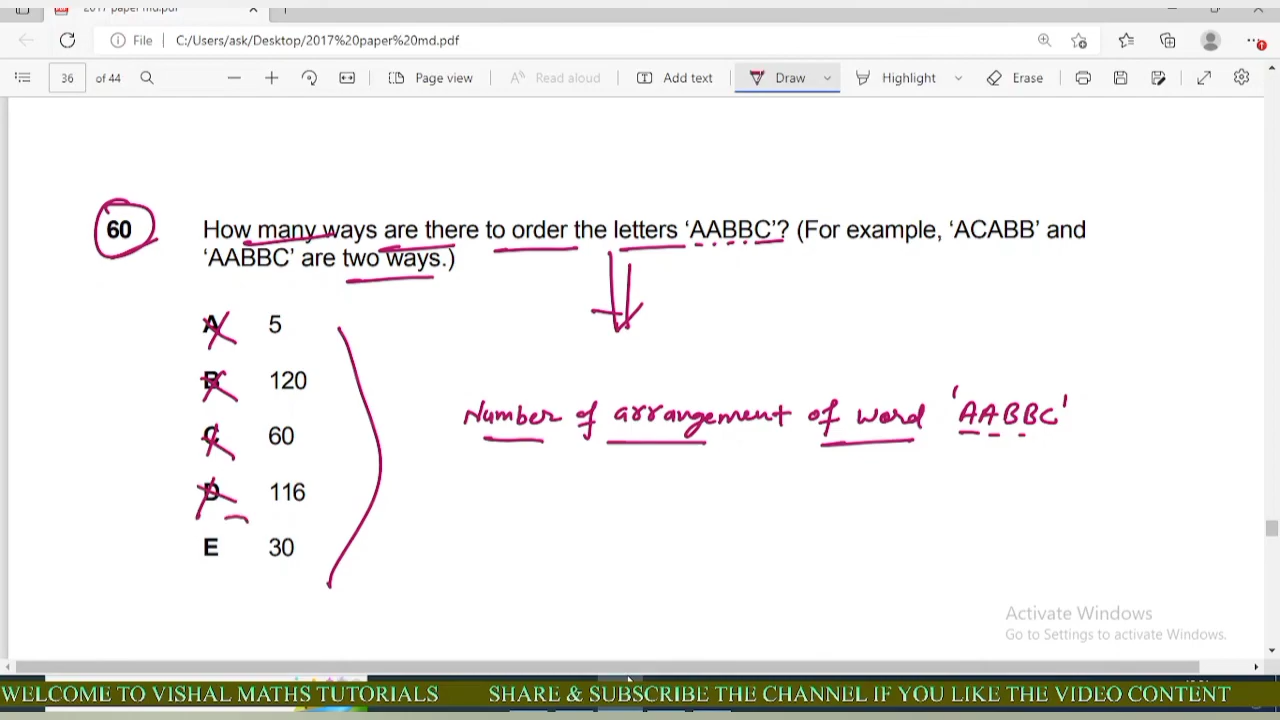 2017 paper md.pdf
File C:/Users/ask/Desktop/2017%20paper%20md.pdf
36 of 44 Page view Read aloud Add text Draw Highlight Erase
60 How many ways are there to order the letters ‘AABBC’? (For example, ‘ACABB’ and
‘AABBC’ are two ways.)
A 5
B 120
C 60
D 116
E 30
Number of arrangement of word 'AABBC'
Activate Windows
Go to Settings to activate Windows.
WELCOME TO VISHAL MATHS TUTORIALS SHARE & SUBSCRIBE THE CHANNEL IF YOU LIKE THE VIDEO CONTENT